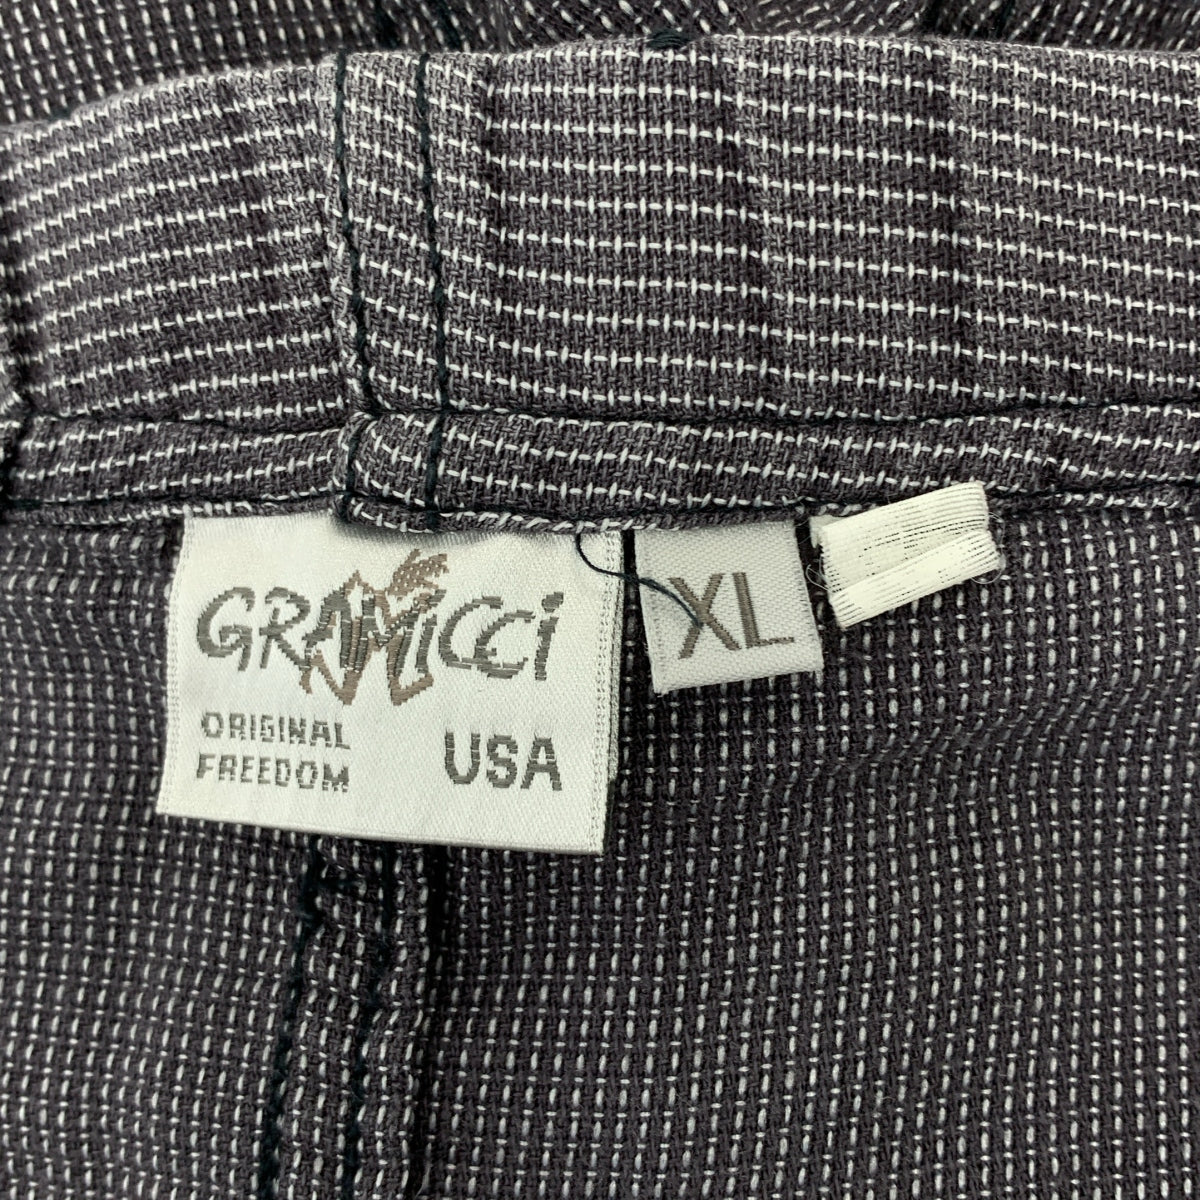 GRAMICCi
ORIGINAL
FREEDOM
USA
XL